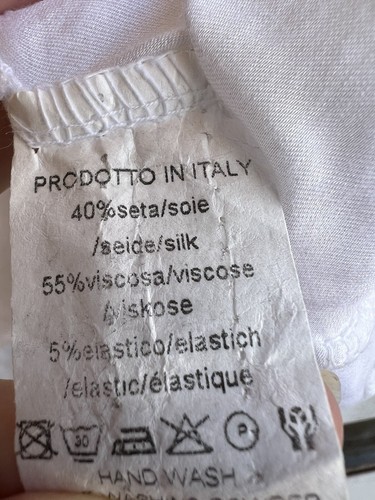 PRODOTTO IN ITALY
40%seta/soie
/seide/silk
55%viscosa/viscose
/viskose
5%elastico/elastich
/elastic/élastique
30
P
HAND WASH